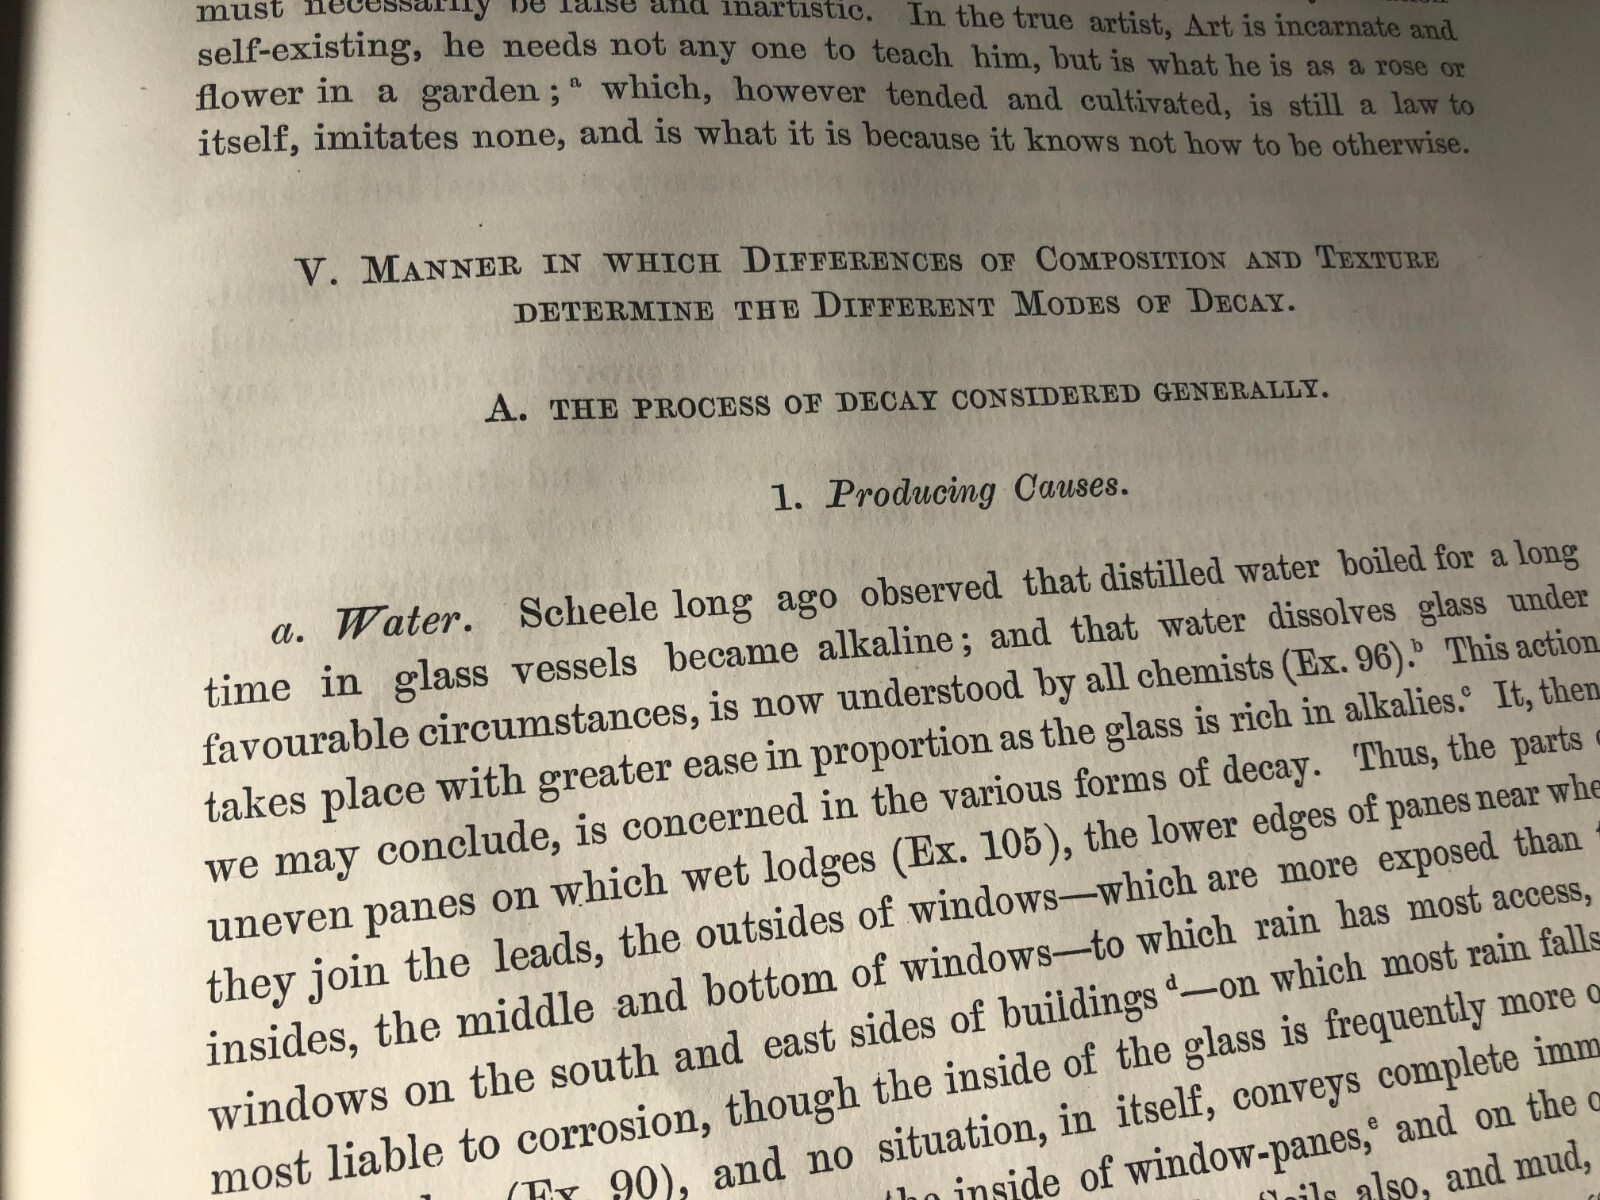 must necessarily be false and inartistic. In the true artist, Art is incarnate and
self-existing, he needs not any one to teach him, but is what he is as a rose or
flower in a garden ; a which, however tended and cultivated, is still a law to
itself, imitates none, and is what it is because it knows not how to be otherwise.
V. Manner in which Differences of Composition and Texture
determine the Different Modes of Decay.
A. THE PROCESS OF DECAY CONSIDERED GENERALLY.
1. Producing Causes.
a. Water. Scheele long ago observed that distilled water boiled for a long
time in glass vessels became alkaline ; and that water dissolves glass under
favourable circumstances, is now understood by all chemists (Ex. 96).b This action
takes place with greater ease in proportion as the glass is rich in alkalies.c It, then
we may conclude, is concerned in the various forms of decay. Thus, the parts
uneven panes on which wet lodges (Ex. 105), the lower edges of panes near
they join the leads, the outsides of windows—which are more exposed than
insides, the middle and bottom of windows—to which rain has most access,
windows on the south and east sides of buildings d—on which most rain falls
most liable to corrosion, though the inside of the glass is frequently more
(Ex. 90), and no situation, in itself, conveys complete
the inside of window-panes,e and on the
also, and mud,